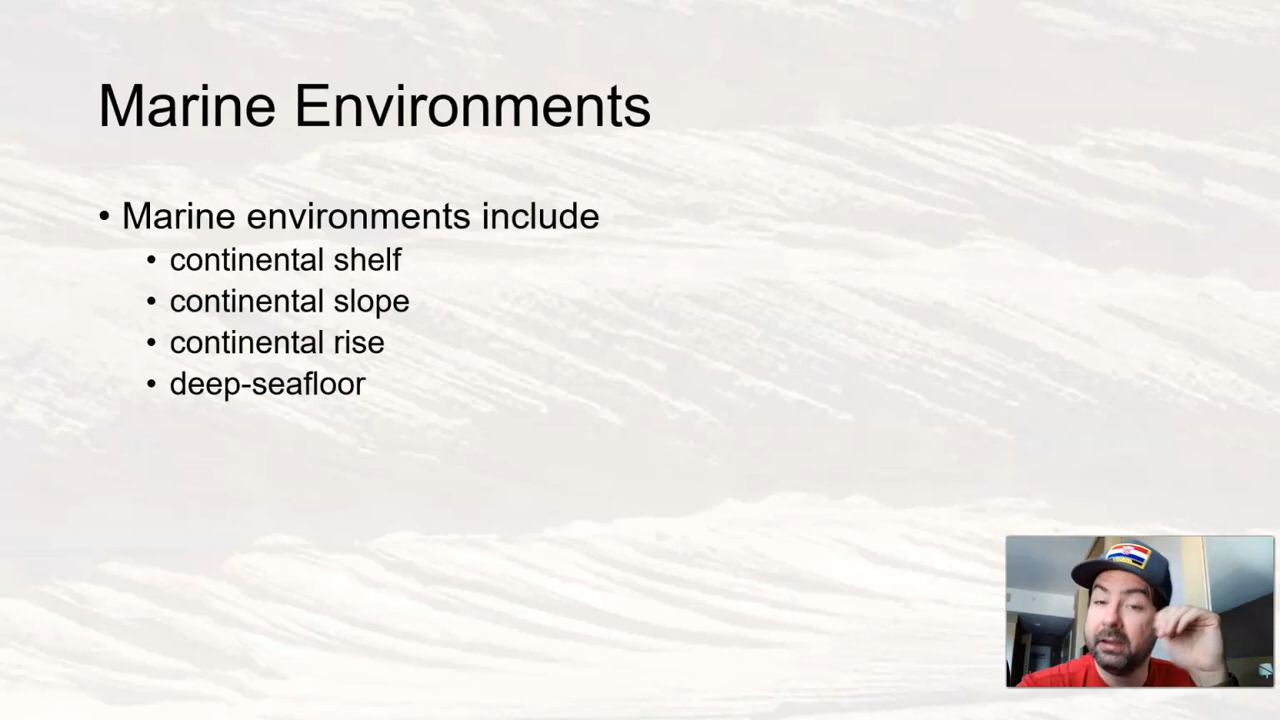 Marine Environments
• Marine environments include
• continental shelf
• continental slope
• continental rise
• deep-seafloor